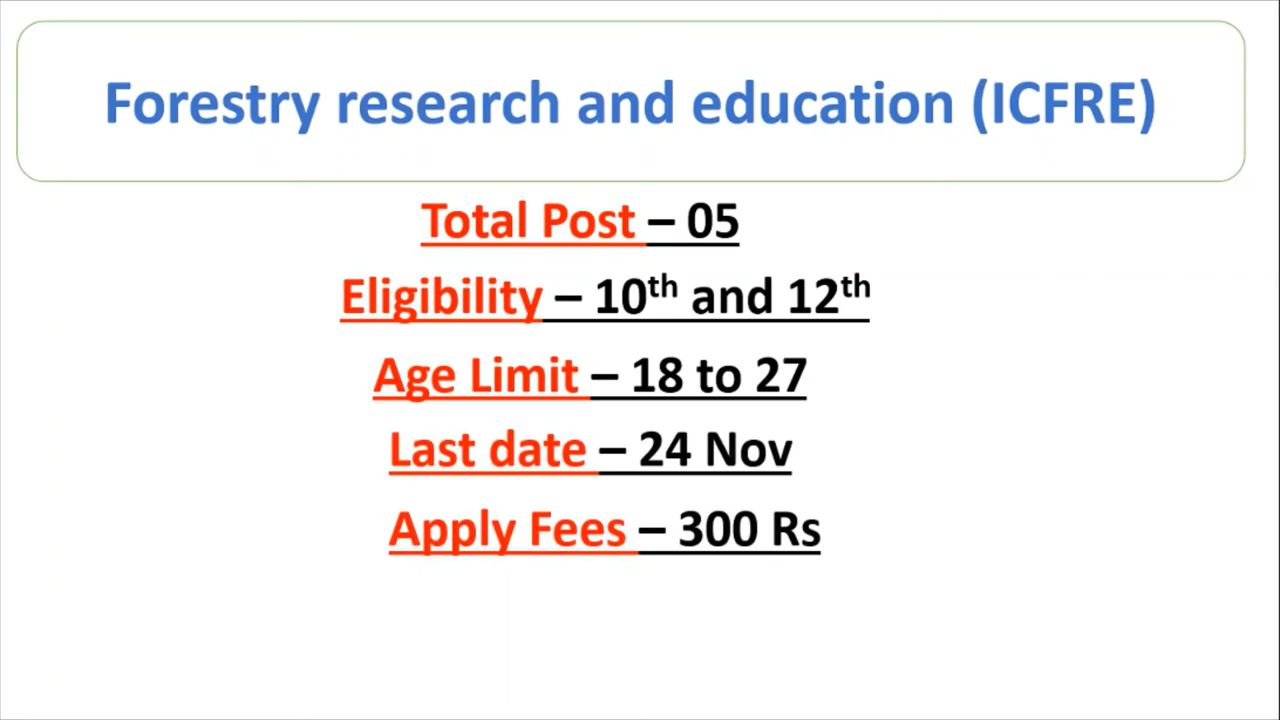 Forestry research and education (ICFRE)
Total Post – 05
Eligibility – 10th and 12th
Age Limit – 18 to 27
Last date – 24 Nov
Apply Fees – 300 Rs